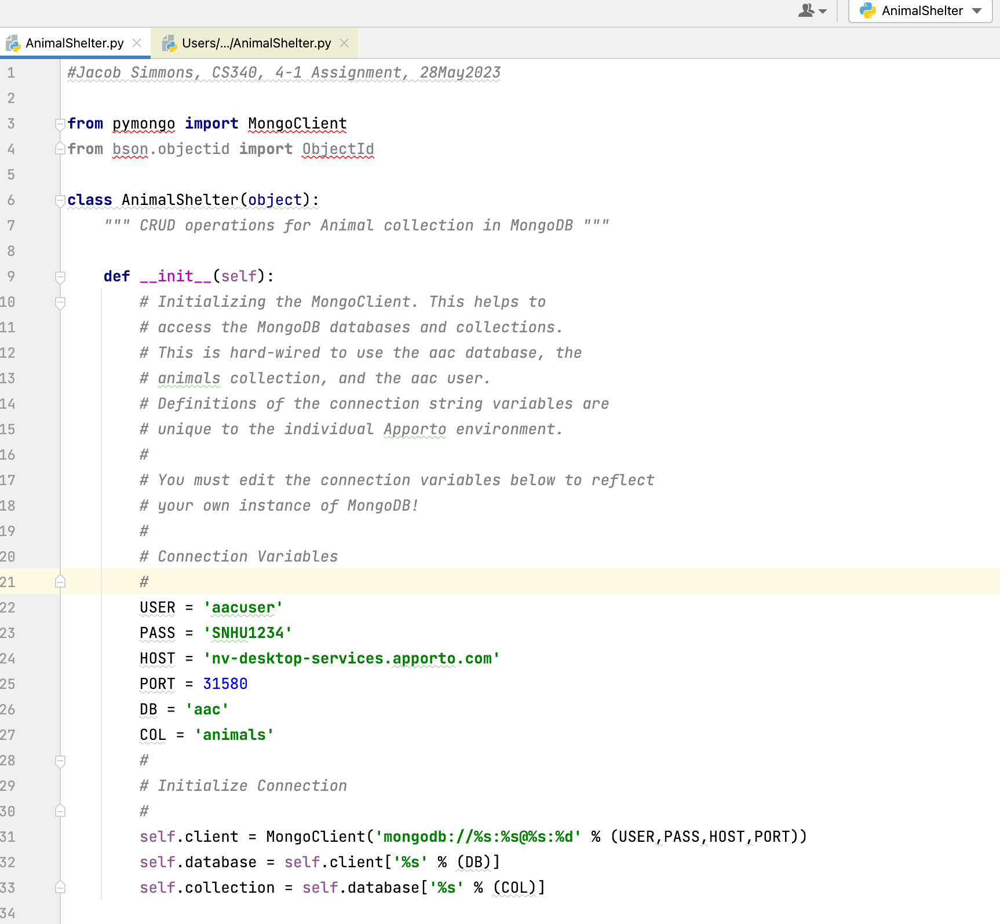 AnimalShelter
AnimalShelter.py
Users/.../AnimalShelter.py
1 #Jacob Simmons, CS340, 4-1 Assignment, 28May2023
2
3 from pymongo import MongoClient
4 from bson.objectid import ObjectId
5
6 class AnimalShelter(object):
7     """ CRUD operations for Animal collection in MongoDB """
8
9     def __init__(self):
10         # Initializing the MongoClient. This helps to
11         # access the MongoDB databases and collections.
12         # This is hard-wired to use the aac database, the
13         # animals collection, and the aac user.
14         # Definitions of the connection string variables are
15         # unique to the individual Apporto environment.
16         #
17         # You must edit the connection variables below to reflect
18         # your own instance of MongoDB!
19         #
20         # Connection Variables
21         #
22         USER = 'aacuser'
23         PASS = 'SNHU1234'
24         HOST = 'nv-desktop-services.apporto.com'
25         PORT = 31580
26         DB = 'aac'
27         COL = 'animals'
28         #
29         # Initialize Connection
30         #
31         self.client = MongoClient('mongodb://%s:%s@%s:%d' % (USER,PASS,HOST,PORT))
32         self.database = self.client['%s' % (DB)]
33         self.collection = self.database['%s' % (COL)]
34